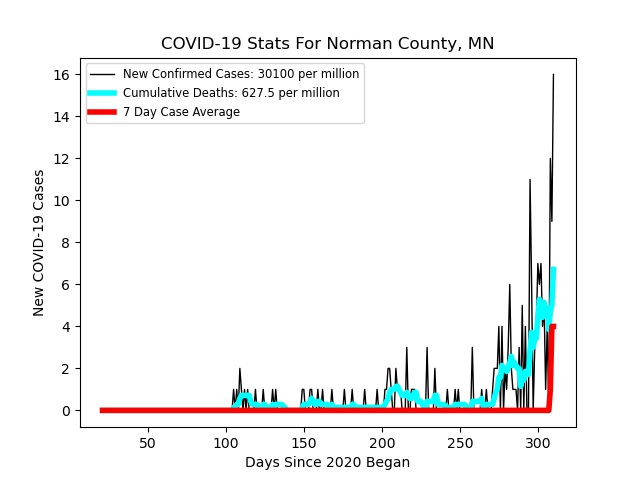 COVID-19 Stats For Norman County, MN
New Confirmed Cases: 30100 per million
Cumulative Deaths: 627.5 per million
7 Day Case Average
New COVID-19 Cases
16
14
12
10
8
6
4
2
0
50 100 150 200 250 300
Days Since 2020 Began